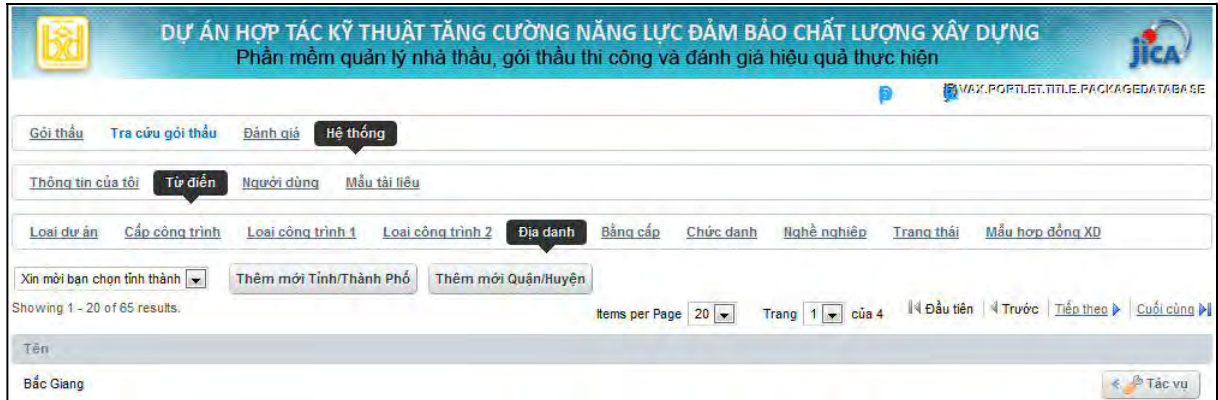 DỰ ÁN HỢP TÁC KỸ THUẬT TĂNG CƯỜNG NĂNG LỰC ĐẢM BẢO CHẤT LƯỢNG XÂY DỰNG
Phần mềm quản lý nhà thầu, gói thầu thi công và đánh giá hiệu quả thực hiện
bxd
jica
VAX.PORTLET.TITLE.PACKAGEDATABASE
Gói thầu Tra cứu gói thầu Đánh giá Hệ thống
Thông tin của tôi Từ điển Người dùng Mẫu tài liệu
Loại dự án Cấp công trình Loại công trình 1 Loại công trình 2 Địa danh Bằng cấp Chức danh Nghề nghiệp Trạng thái Mẫu hợp đồng XD
Xin mời bạn chọn tỉnh thành Thêm mới Tỉnh/Thành Phố Thêm mới Quận/Huyện
Showing 1 - 20 of 65 results.
Items per Page 20 Trang 1 của 4 Đầu tiên Trước Tiếp theo Cuối cùng
Tên
Bắc Giang Tác vụ